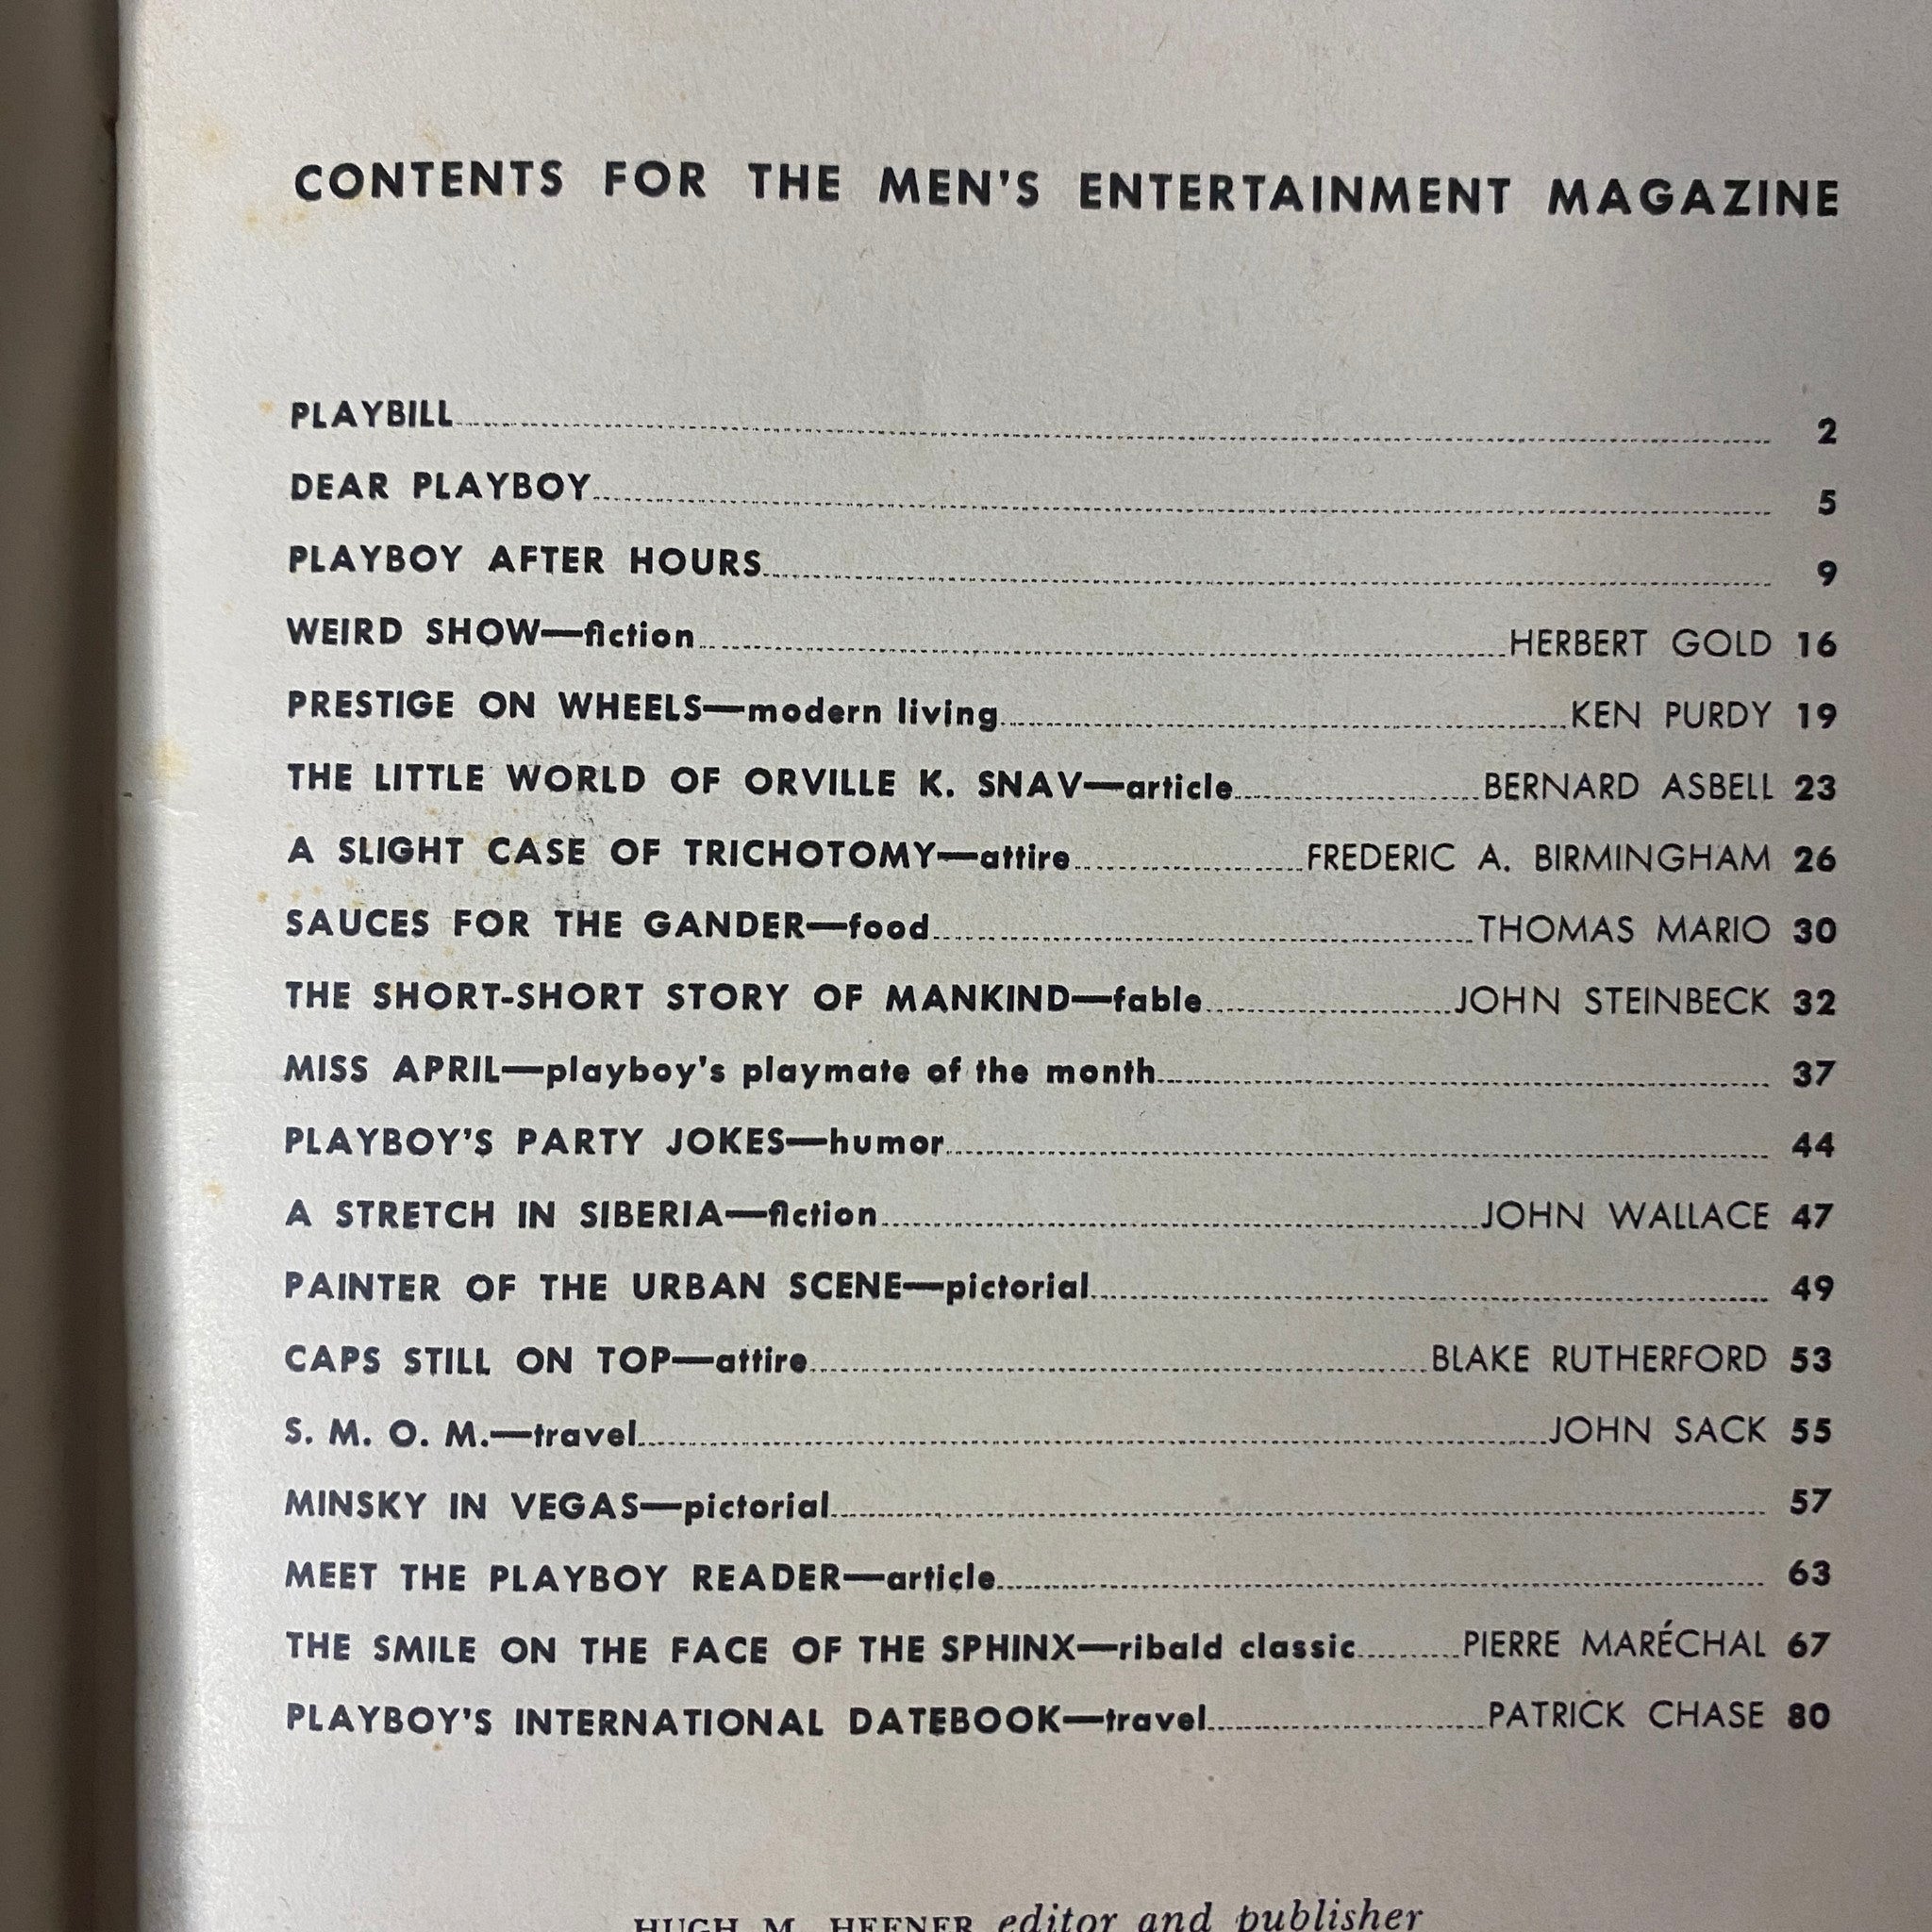 CONTENTS FOR THE MEN'S ENTERTAINMENT MAGAZINE
PLAYBILL 2
DEAR PLAYBOY 5
PLAYBOY AFTER HOURS 9
WEIRD SHOW—fiction HERBERT GOLD 16
PRESTIGE ON WHEELS—modern living KEN PURDY 19
THE LITTLE WORLD OF ORVILLE K. SNAV—article BERNARD ASBELL 23
A SLIGHT CASE OF TRICHOTOMY—attire FREDERIC A. BIRMINGHAM 26
SAUCES FOR THE GANDER—food THOMAS MARIO 30
THE SHORT-SHORT STORY OF MANKIND—fable JOHN STEINBECK 32
MISS APRIL—playboy's playmate of the month 37
PLAYBOY'S PARTY JOKES—humor 44
A STRETCH IN SIBERIA—fiction JOHN WALLACE 47
PAINTER OF THE URBAN SCENE—pictorial 49
CAPS STILL ON TOP—attire BLAKE RUTHERFORD 53
S. M. O. M.—travel JOHN SACK 55
MINSKY IN VEGAS—pictorial 57
MEET THE PLAYBOY READER—article 63
THE SMILE ON THE FACE OF THE SPHINX—ribald classic PIERRE MARÉCHAL 67
PLAYBOY'S INTERNATIONAL DATEBOOK—travel PATRICK CHASE 80
HUGH M. HEFNER editor and publisher